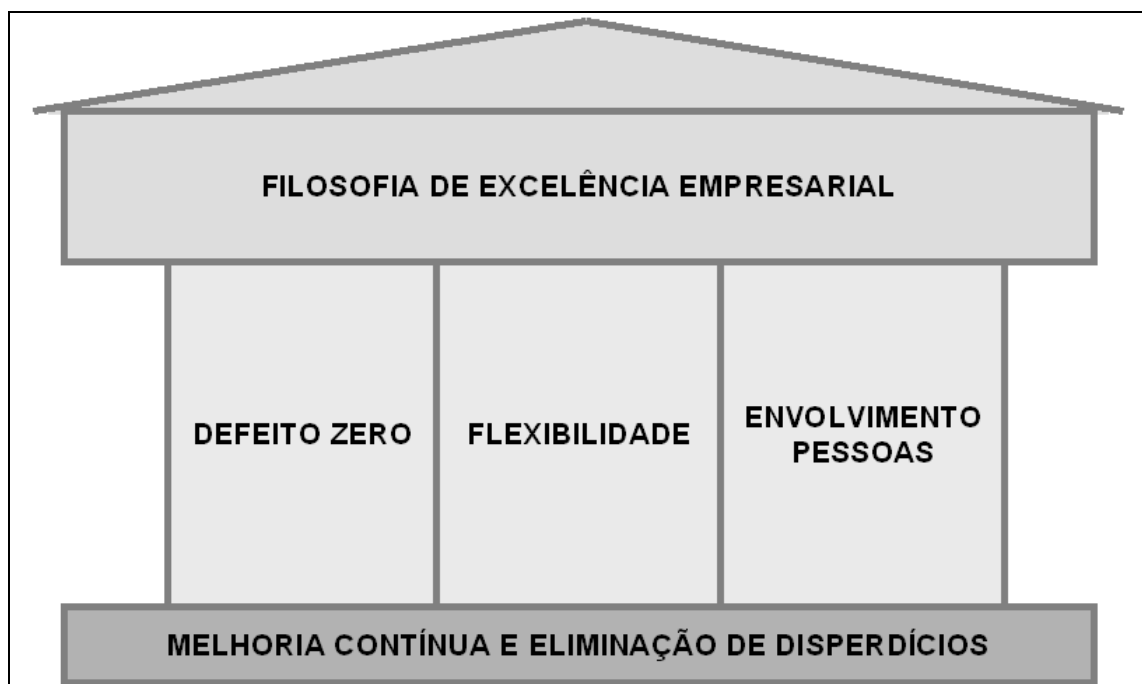 FILOSOFIA DE EXCELÊNCIA EMPRESARIAL
DEFEITO ZERO
FLEXIBILIDADE
ENVOLVIMENTO
PESSOAS
MELHORIA CONTÍNUA E ELIMINAÇÃO DE DISPERDÍCIOS